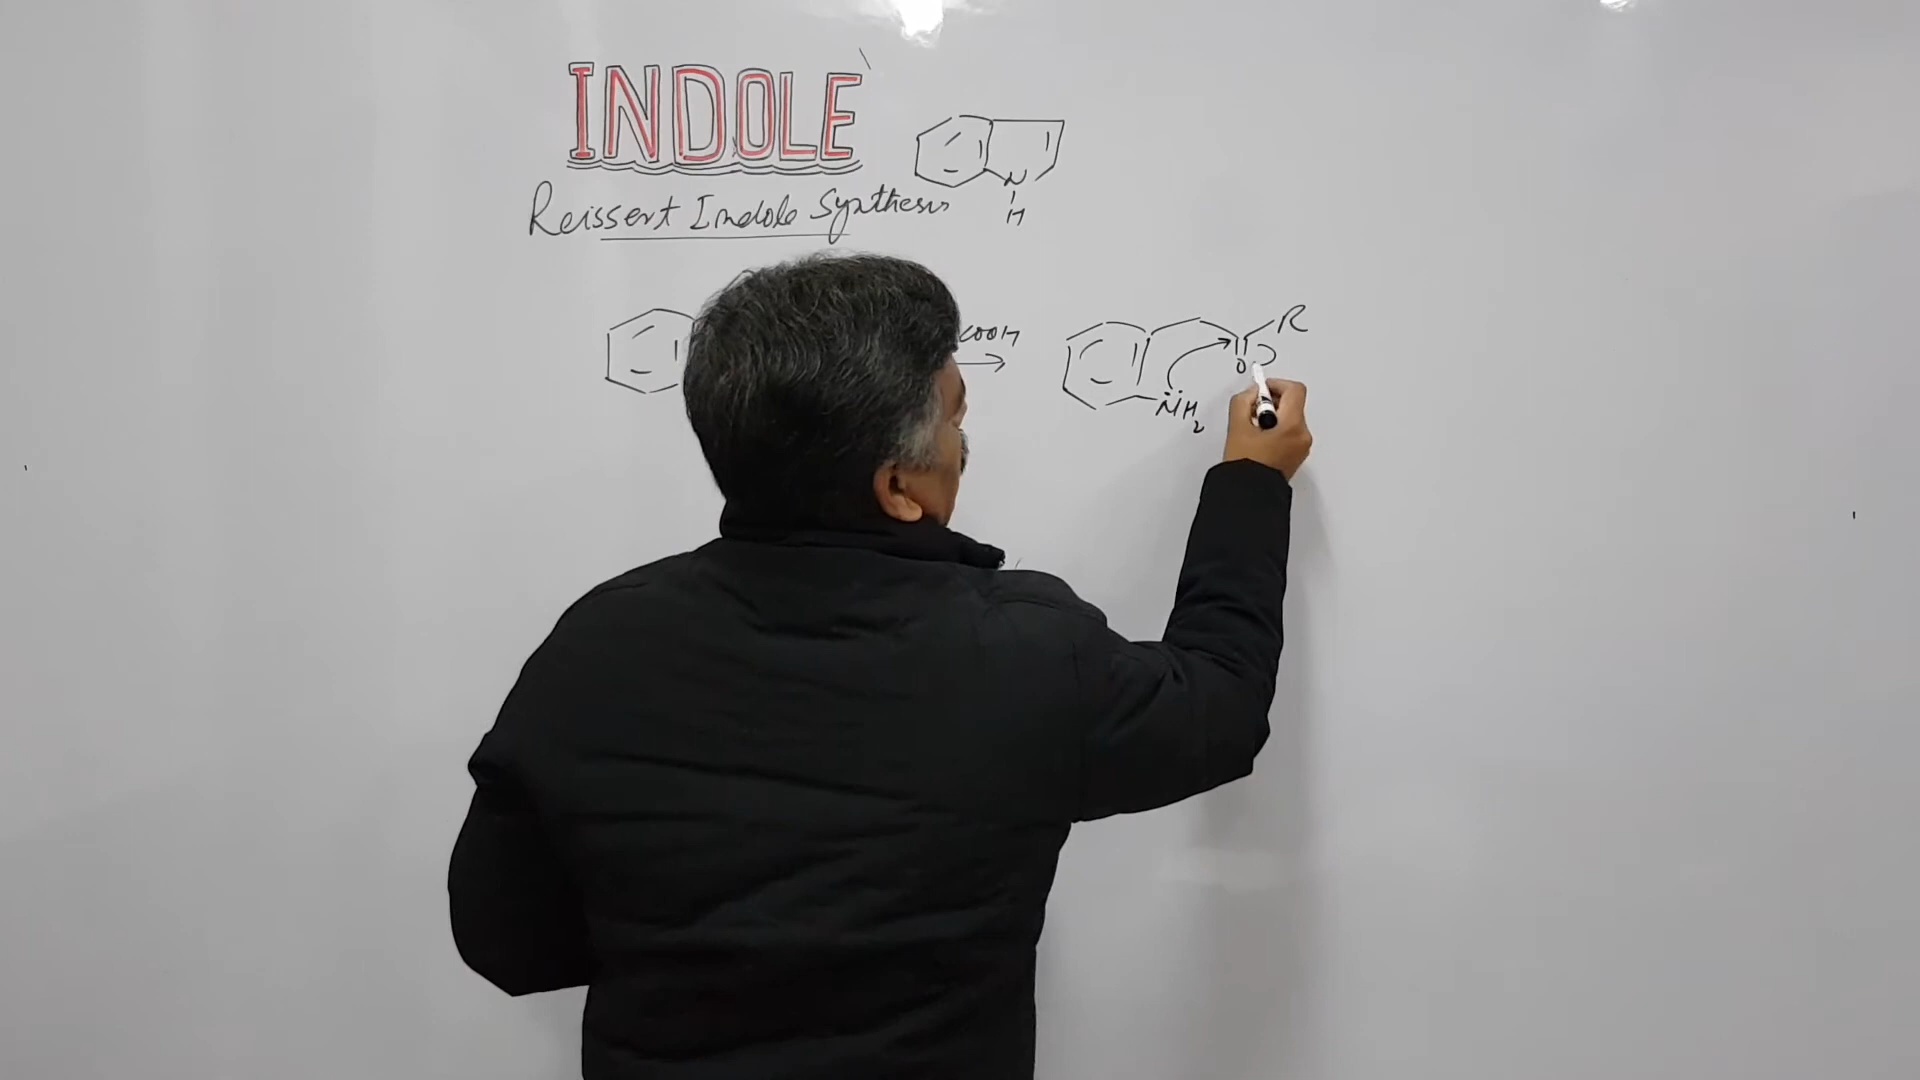 INDOLE
N
H
Reissert Indole Synthesis
COOH
R
O
NH2